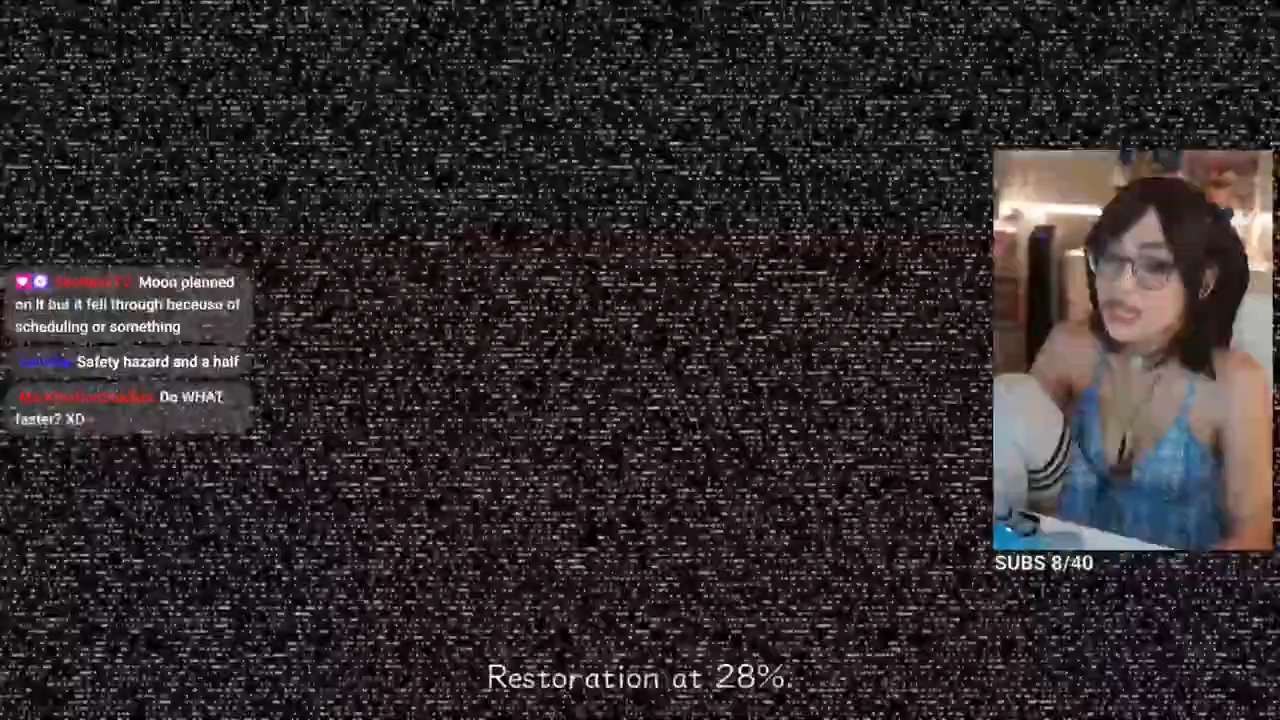 Moon planned
on it but it fell through because of
scheduling or something
Safety hazard and a half
Do WHAT
faster? XD
SUBS 8/40
Restoration at 28%.